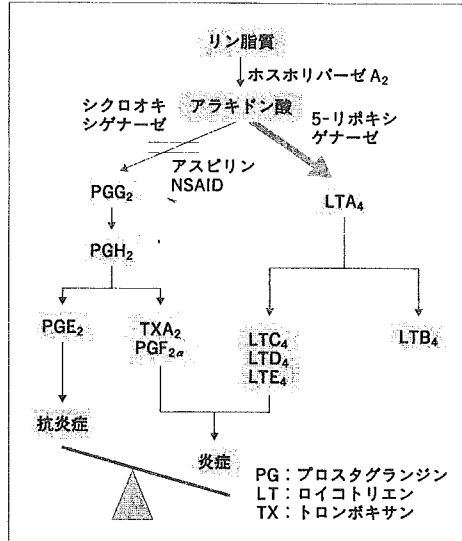 リン脂質
ホスホリパーゼ A₂
シクロオキ
シゲナーゼ
アラキドン酸
5-リポキシ
ゲナーゼ
アスピリン
NSAID
PGG₂
LTA₄
PGH₂
PGE₂
TXA₂
PGF₂α
LTC₄
LTD₄
LTE₄
LTB₄
抗炎症
炎症
PG：プロスタグランジン
LT：ロイコトリエン
TX：トロンボキサン